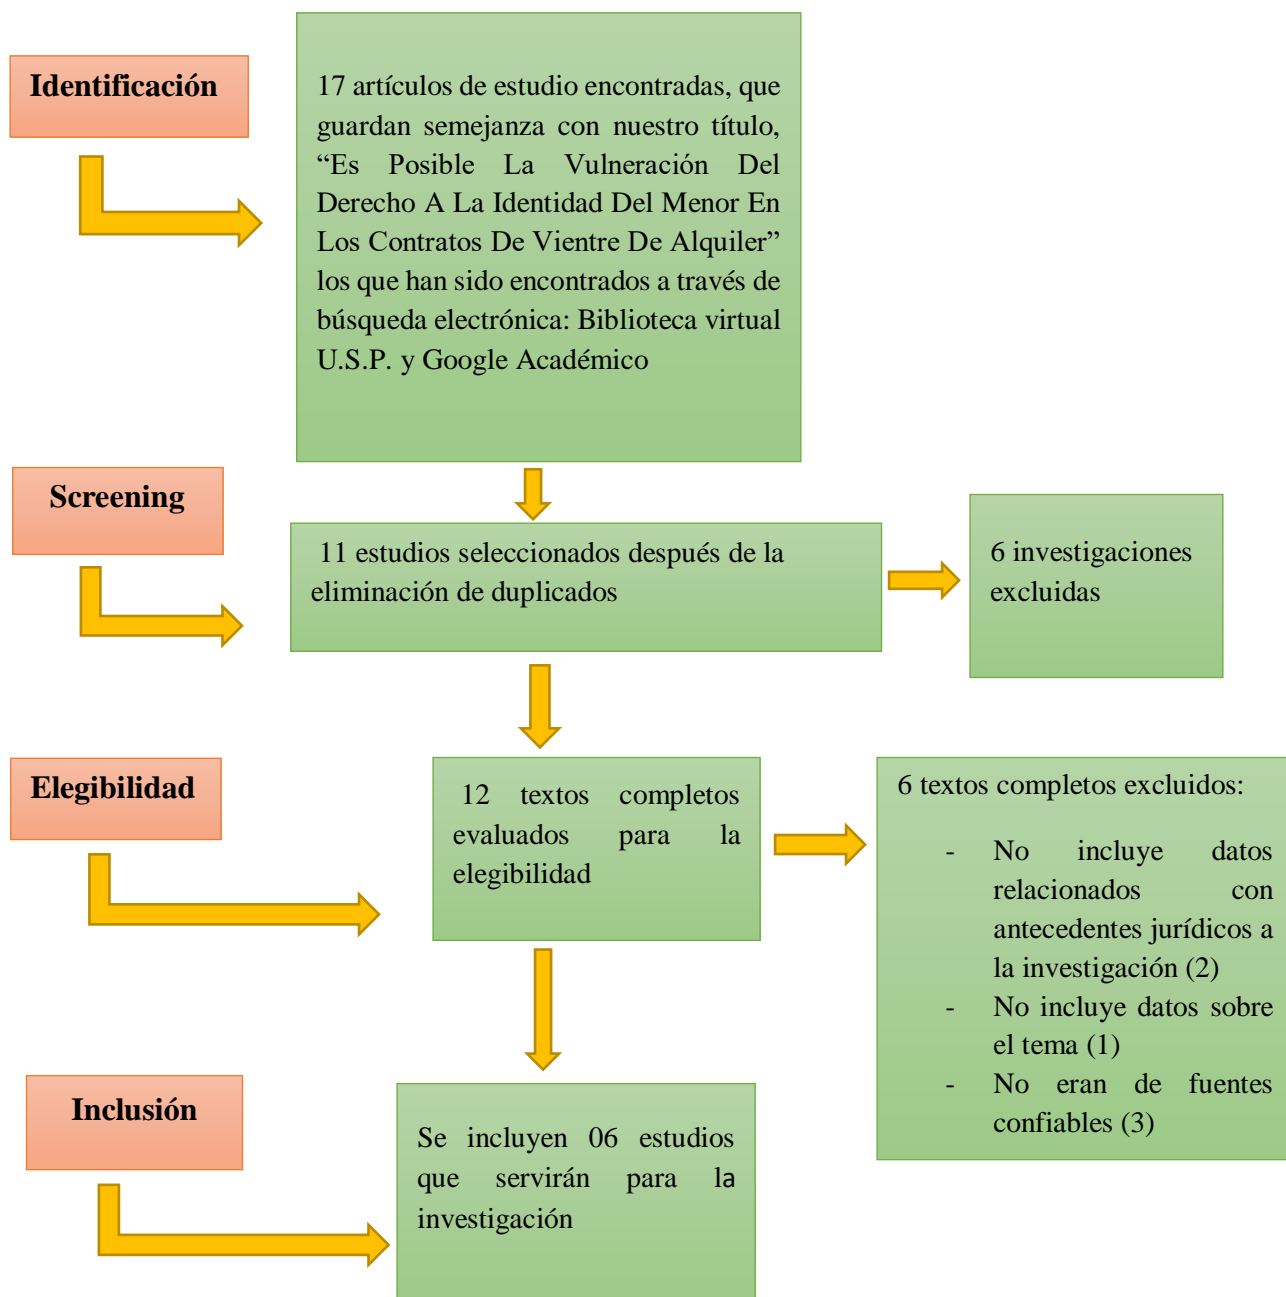 Identificación
17 artículos de estudio encontradas, que
guardan semejanza con nuestro título,
“Es Posible La Vulneración Del
Derecho A La Identidad Del Menor En
Los Contratos De Vientre De Alquiler”
los que han sido encontrados a través de
búsqueda electrónica: Biblioteca virtual
U.S.P. y Google Académico
Screening
11 estudios seleccionados después de la
eliminación de duplicados
6 investigaciones
excluidas
Elegibilidad
12 textos completos
evaluados para la
elegibilidad
6 textos completos excluidos:
- No incluye datos
relacionados con
antecedentes jurídicos a
la investigación (2)
- No incluye datos sobre
el tema (1)
- No eran de fuentes
confiables (3)
Inclusión
Se incluyen 06 estudios
que servirán para la
investigación